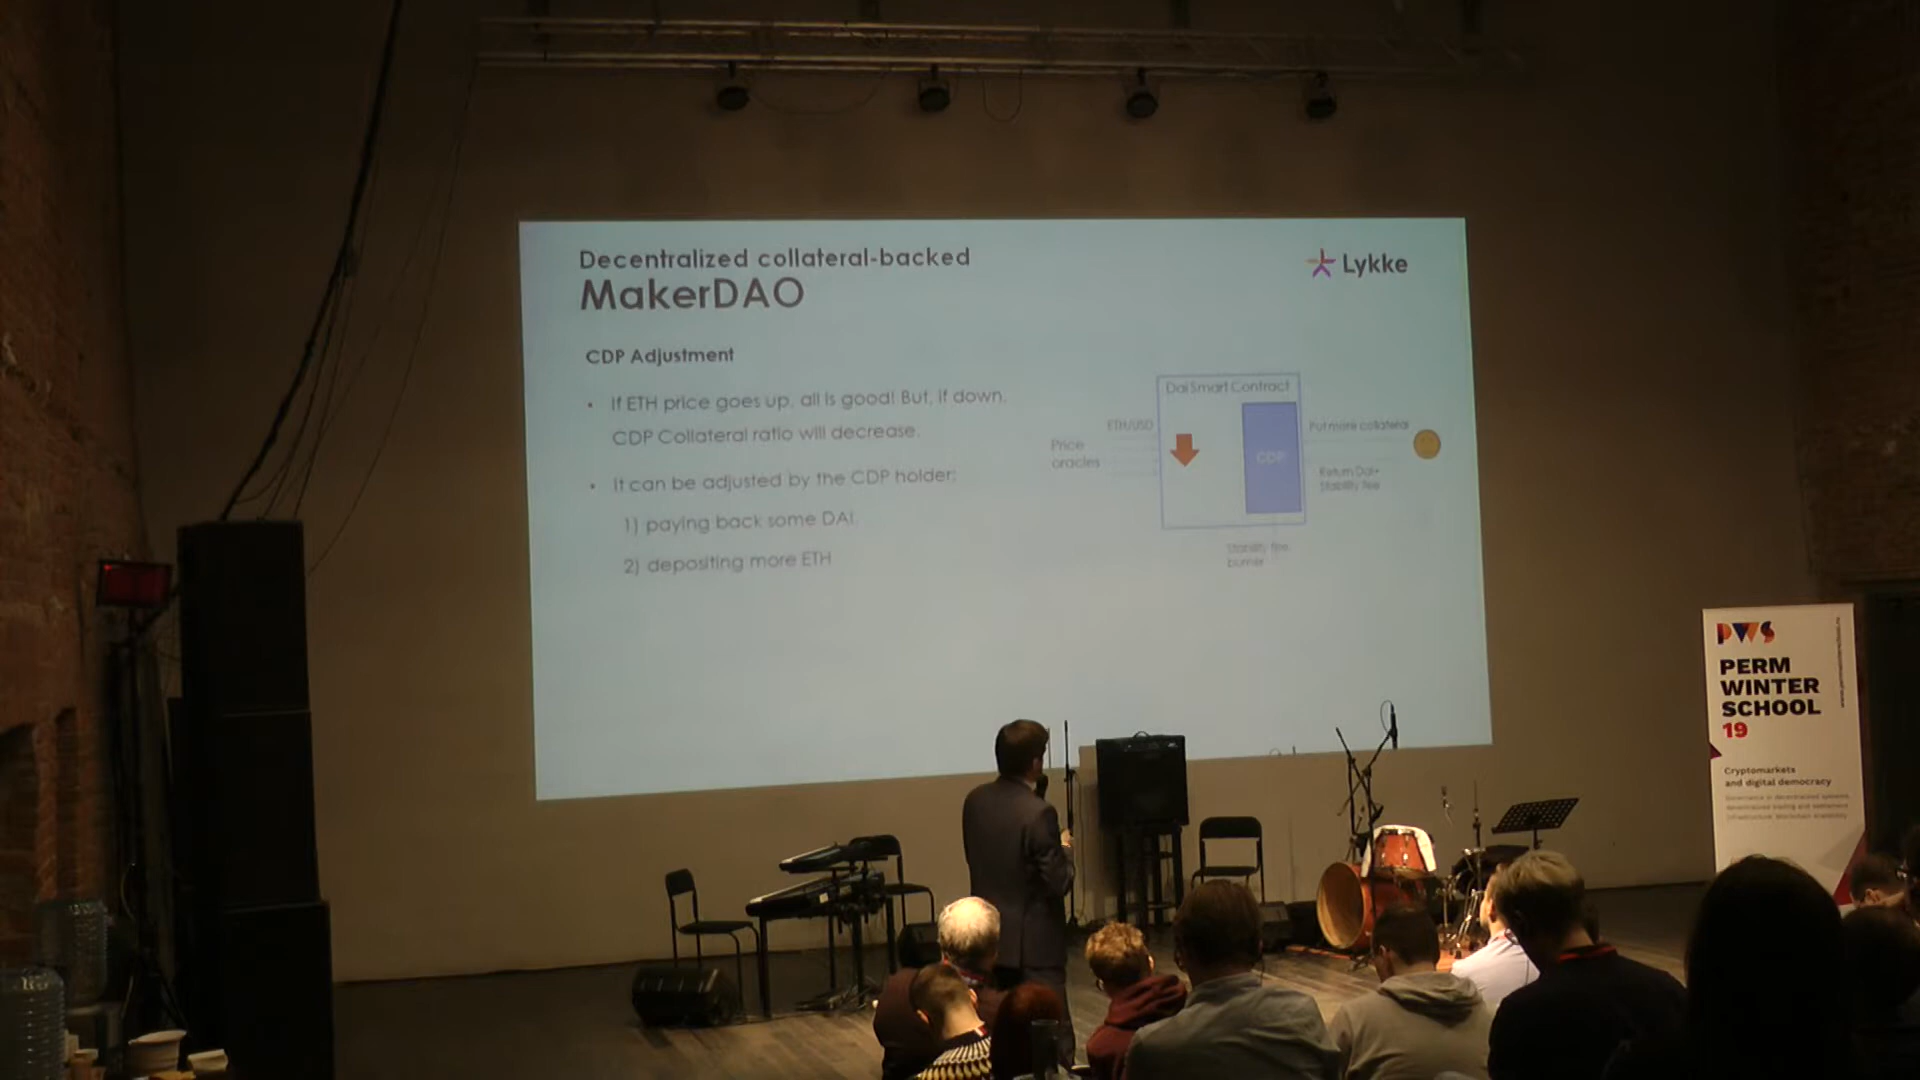 Decentralized collateral-backed
MakerDAO
Lykke
CDP Adjustment
• If ETH price goes up, all is good! But, if down,
CDP Collateral ratio will decrease.
• It can be adjusted by the CDP holder:
1) paying back some DAI
2) depositing more ETH
Dai Smart Contract
ETH/USD
Price
oracles
CDP
Put more collateral
Return Dai+
Stability fee
Stability fee
burner
PWS
PERM
WINTER
SCHOOL
19
Cryptomarkets
and digital democracy